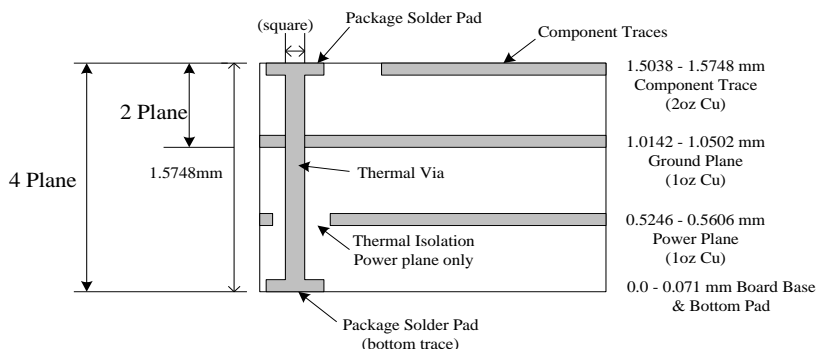 (square)
Package Solder Pad
Component Traces
1.5038 - 1.5748 mm
Component Trace
(2oz Cu)
2 Plane
4 Plane
1.5748mm
1.0142 - 1.0502 mm
Ground Plane
(1oz Cu)
Thermal Via
0.5246 - 0.5606 mm
Power Plane
(1oz Cu)
Thermal Isolation
Power plane only
0.0 - 0.071 mm Board Base
& Bottom Pad
Package Solder Pad
(bottom trace)